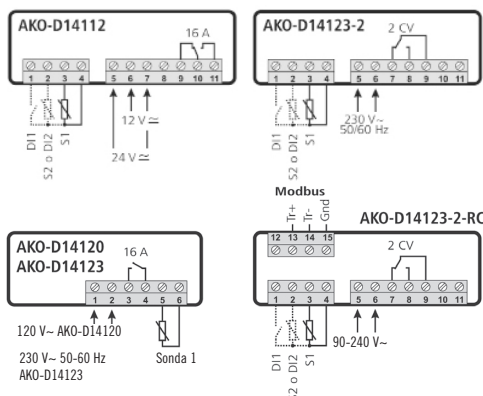 AKO-D14112
16 A
1 2 3 4 5 6 7 8 9 10 11
DI1
S2 o DI2
S1
12 V ≂
24 V ≂
AKO-D14123-2
2 CV
1 2 3 4 5 6 7 8 9 10 11
DI1
S2 o DI2
S1
230 V~
50/60 Hz
AKO-D14120
AKO-D14123
16 A
1 2 3 4 5 6
120 V~ AKO-D14120
230 V~ 50-60 Hz
AKO-D14123
Sonda 1
Modbus
Tr+
Tr-
Gnd
AKO-D14123-2-RC
12 13 14 15
2 CV
1 2 3 4 5 6 7 8 9 10 11
DI1
S2 o DI2
S1
90-240 V~